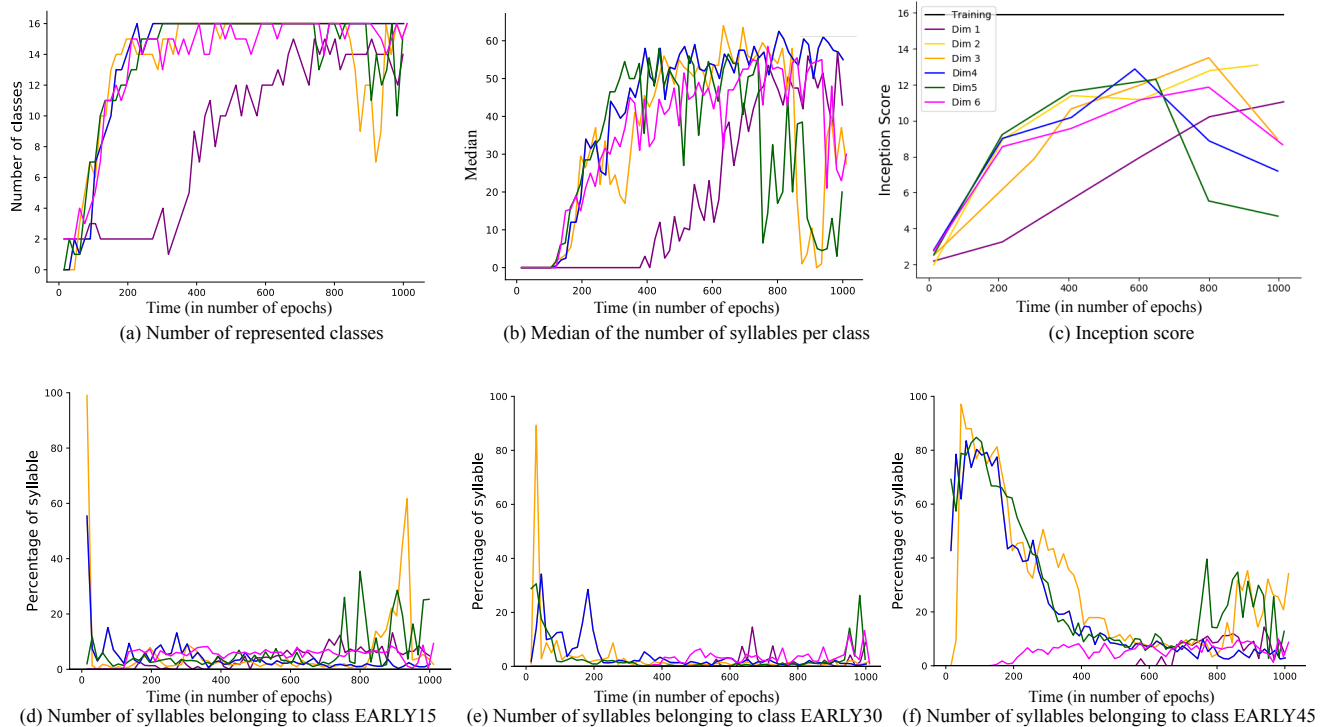 16
14
12
10
8
6
4
2
0
Number of classes
0 200 400 600 800 1000
Time (in number of epochs)
(a) Number of represented classes
60
50
40
30
20
10
0
Median
0 200 400 600 800 1000
Time (in number of epochs)
(b) Median of the number of syllables per class
16
14
12
10
8
6
4
2
Inception Score
Training
Dim 1
Dim 2
Dim 3
Dim4
Dim5
Dim 6
0 200 400 600 800 1000
Time (in number of epochs)
(c) Inception score
100
80
60
40
20
0
Percentage of syllable
0 200 400 600 800 1000
Time (in number of epochs)
(d) Number of syllables belonging to class EARLY15
100
80
60
40
20
0
Percentage of syllable
0 200 400 600 800 1000
Time (in number of epochs)
(e) Number of syllables belonging to class EARLY30
100
80
60
40
20
0
Percentage of syllable
0 200 400 600 800 1000
Time (in number of epochs)
(f) Number of syllables belonging to class EARLY45